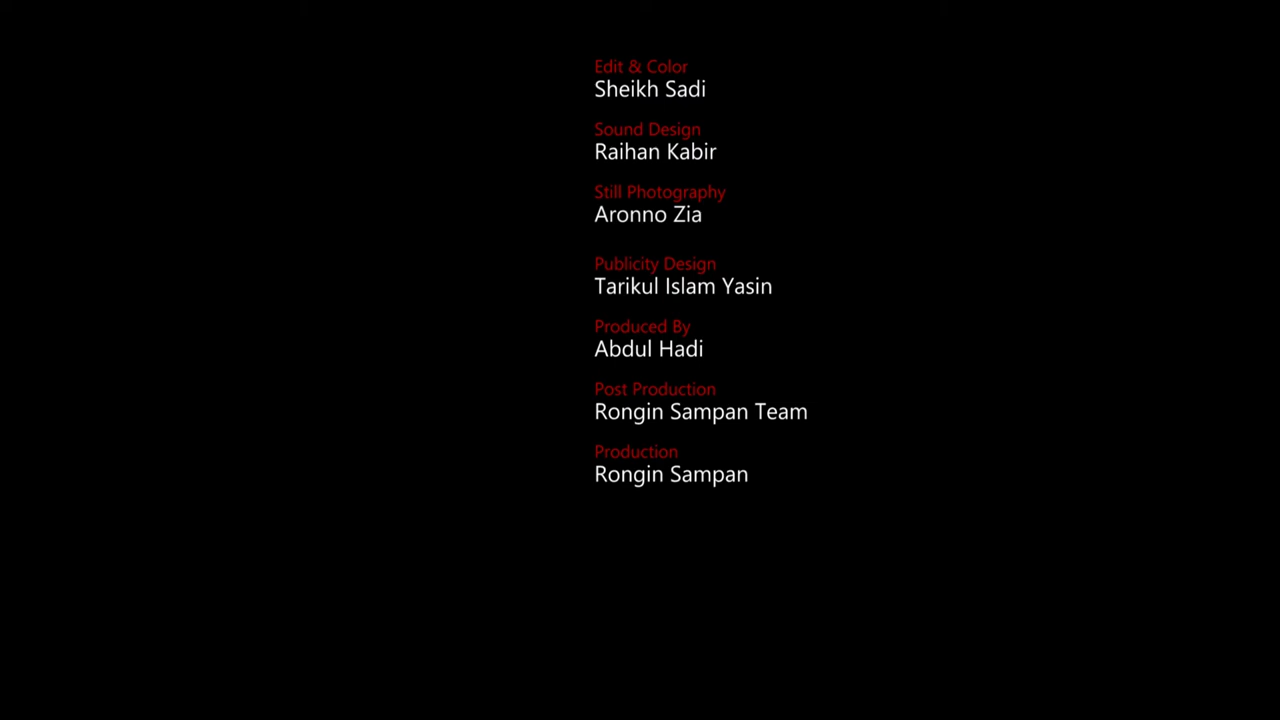 Edit & Color
Sheikh Sadi
Sound Design
Raihan Kabir
Still Photography
Aronno Zia
Publicity Design
Tarikul Islam Yasin
Produced By
Abdul Hadi
Post Production
Rongin Sampan Team
Production
Rongin Sampan